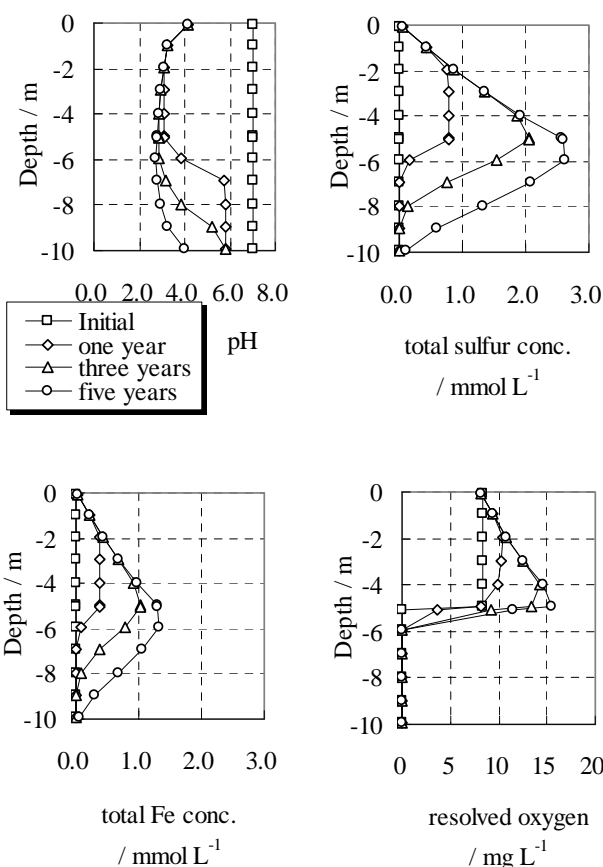 Depth / m
0
-2
-4
-6
-8
-10
0.0 2.0 4.0 6.0 8.0
pH
Initial
one year
three years
five years
Depth / m
0
-2
-4
-6
-8
-10
0.0 1.0 2.0 3.0
total sulfur conc.
/ mmol L-1
Depth / m
0
-2
-4
-6
-8
-10
0.0 1.0 2.0 3.0
total Fe conc.
/ mmol L-1
Depth / m
0
-2
-4
-6
-8
-10
0 5 10 15 20
resolved oxygen
/ mg L-1